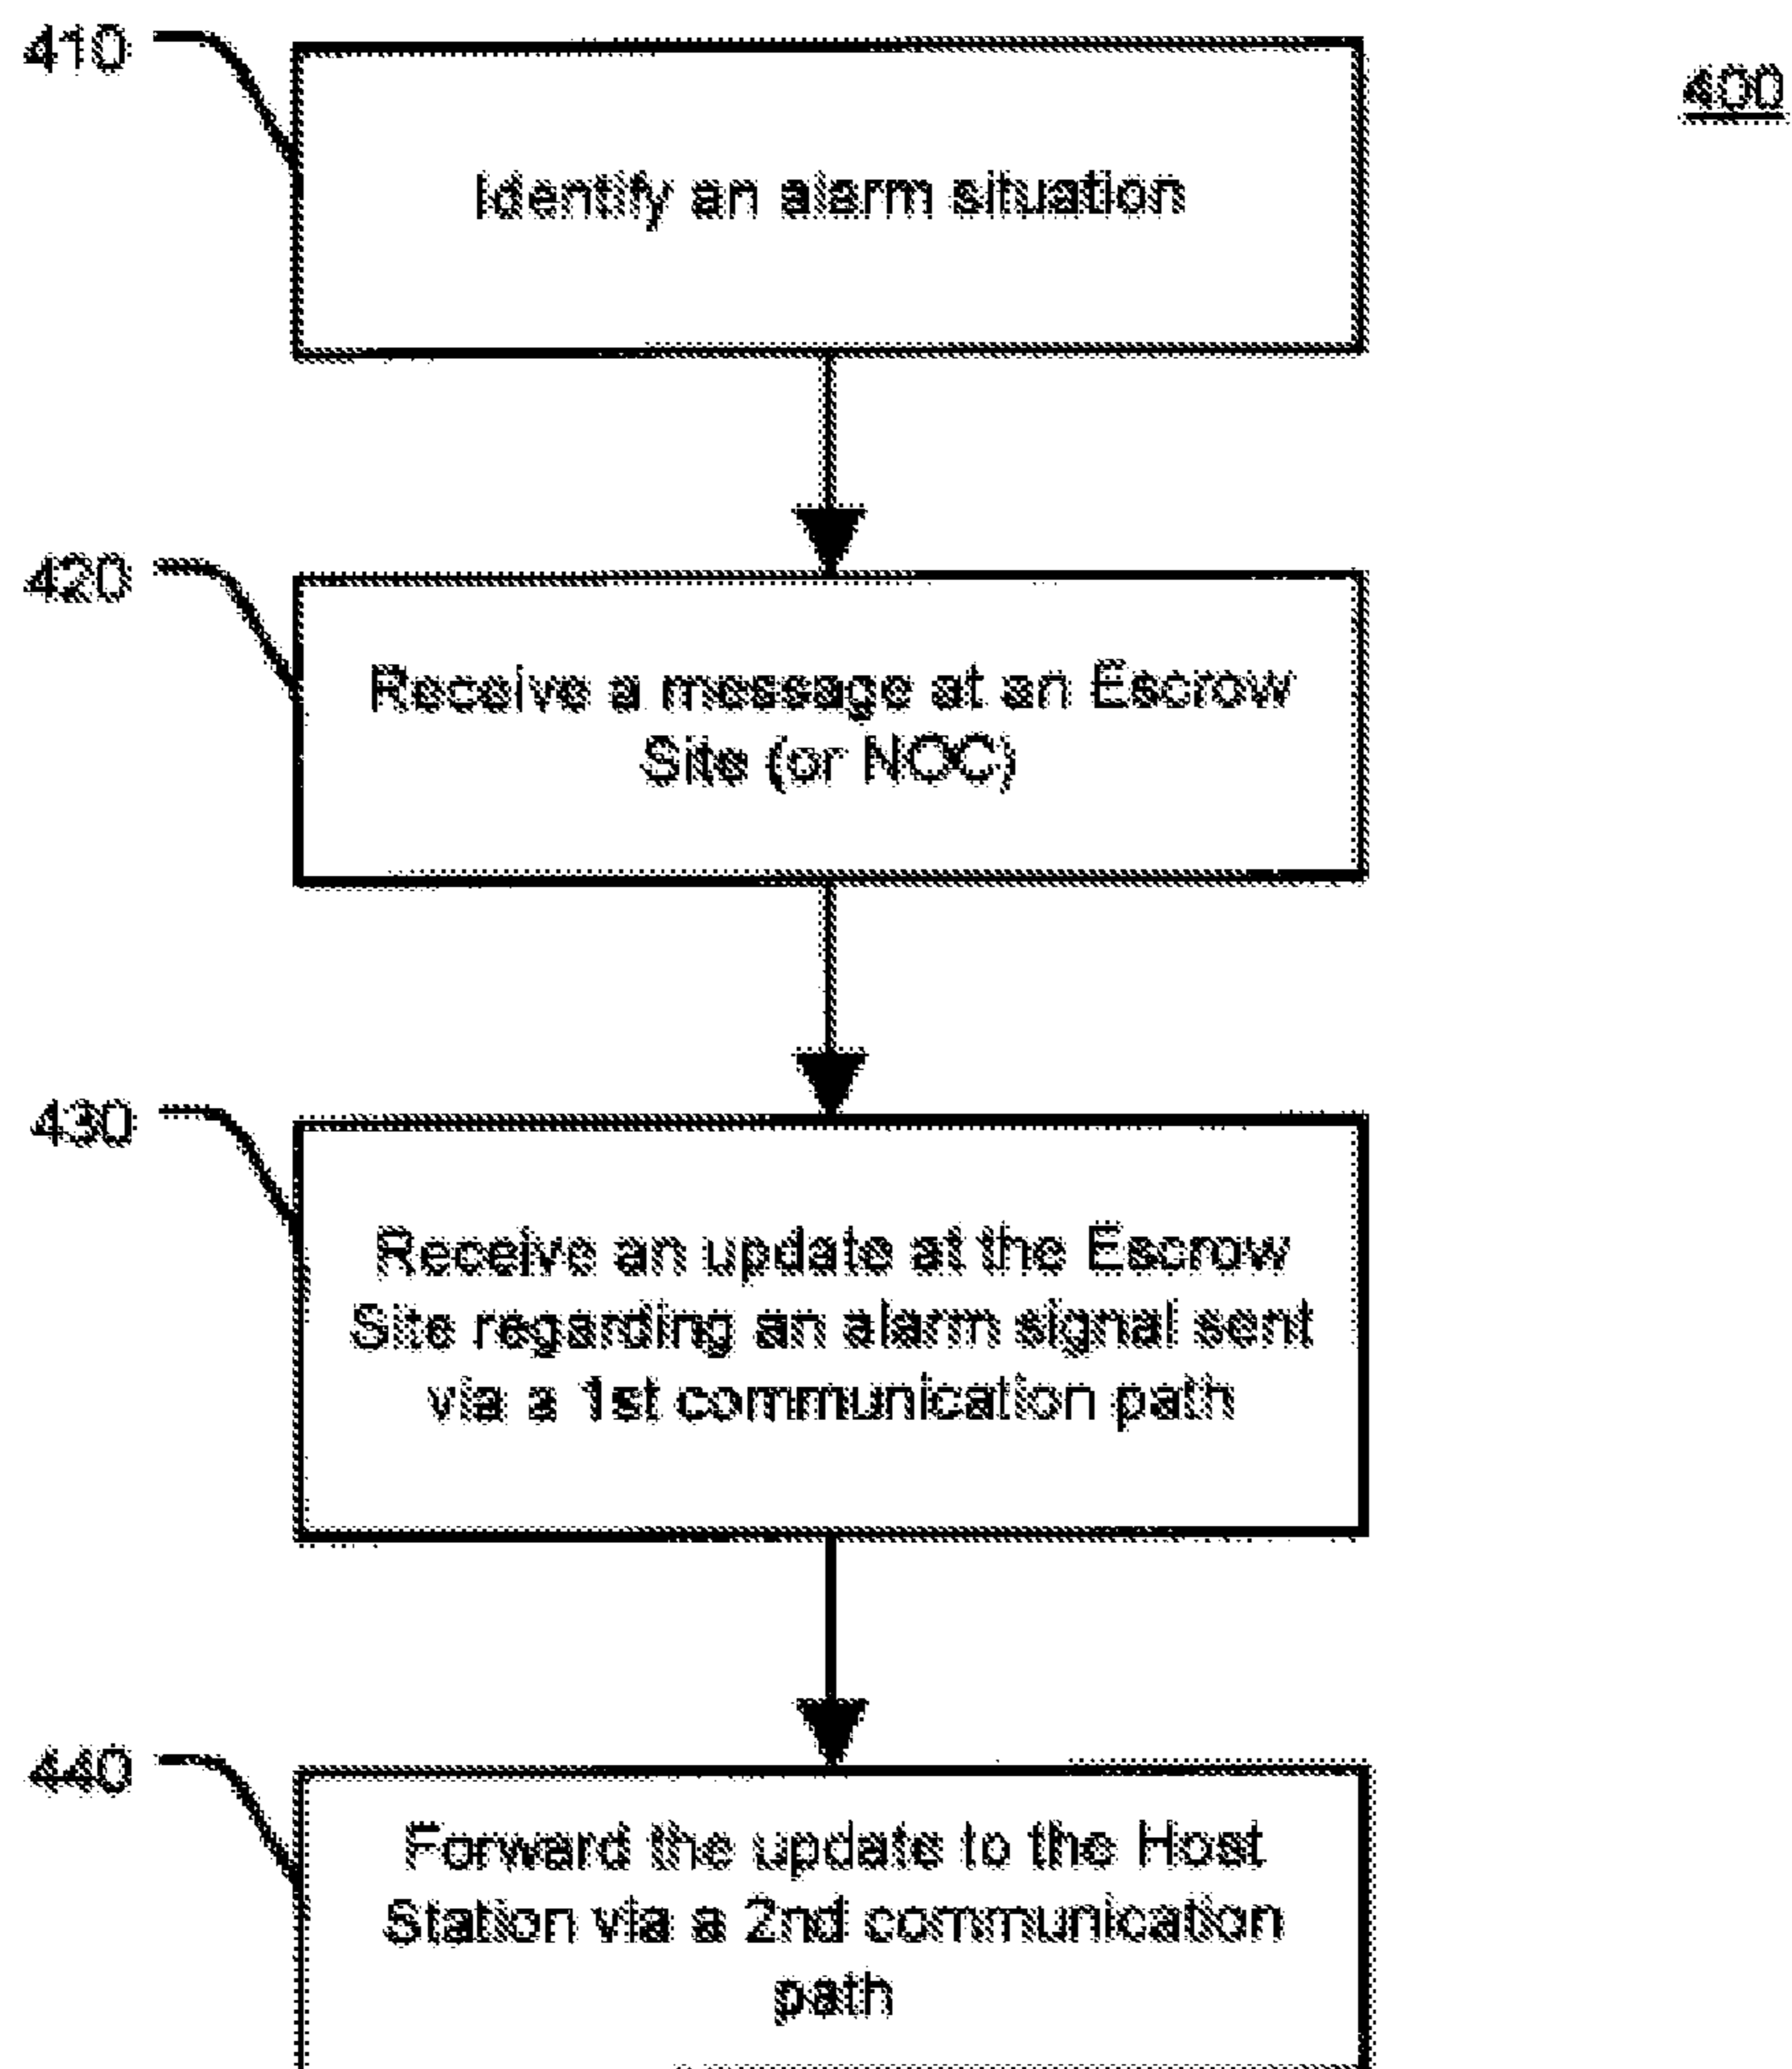 410
400
Identify an alarm situation
420
Receive a message at an Escrow
Site (or NOC)
430
Receive an update at the Escrow
Site regarding an alarm signal sent
via a 1st communication path
440
Forward the update to the Host
Station via a 2nd communication
path